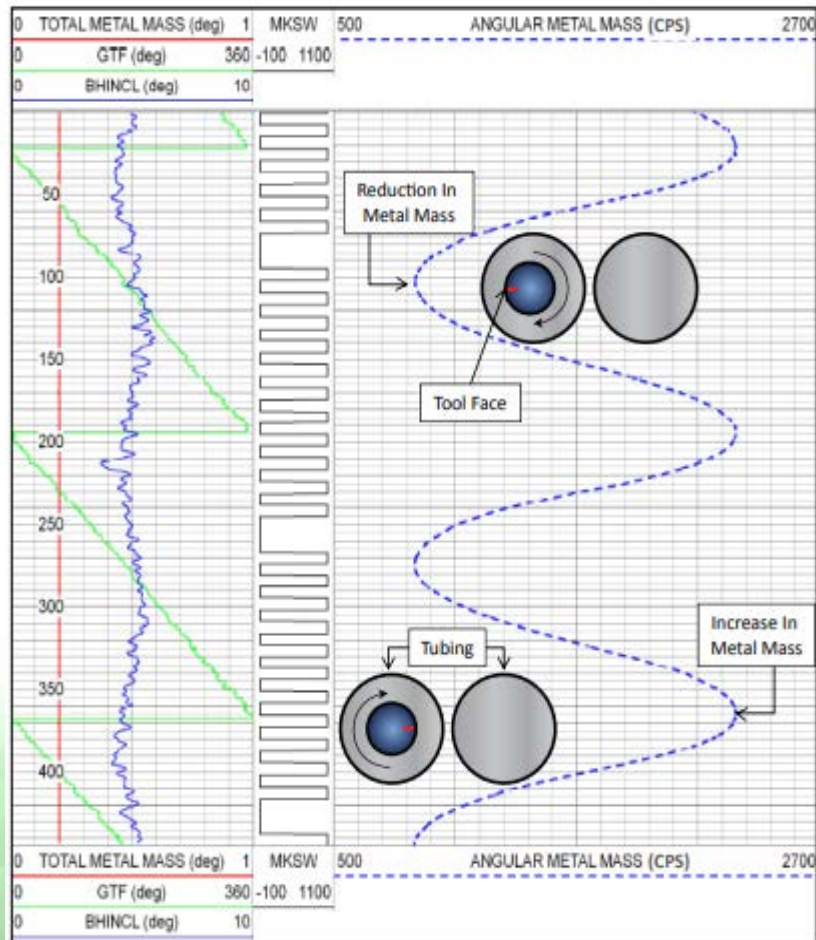 0 TOTAL METAL MASS (deg) 1 MKSW 500 ANGULAR METAL MASS (CPS) 2700
0 GTF (deg) 360 -100 1100
0 BHINCL (deg) 10
50
Reduction In
Metal Mass
100
150
Tool Face
200
250
300
Increase In
Metal Mass
Tubing
350
400
0 TOTAL METAL MASS (deg) 1 MKSW 500 ANGULAR METAL MASS (CPS) 2700
0 GTF (deg) 360 -100 1100
0 BHINCL (deg) 10